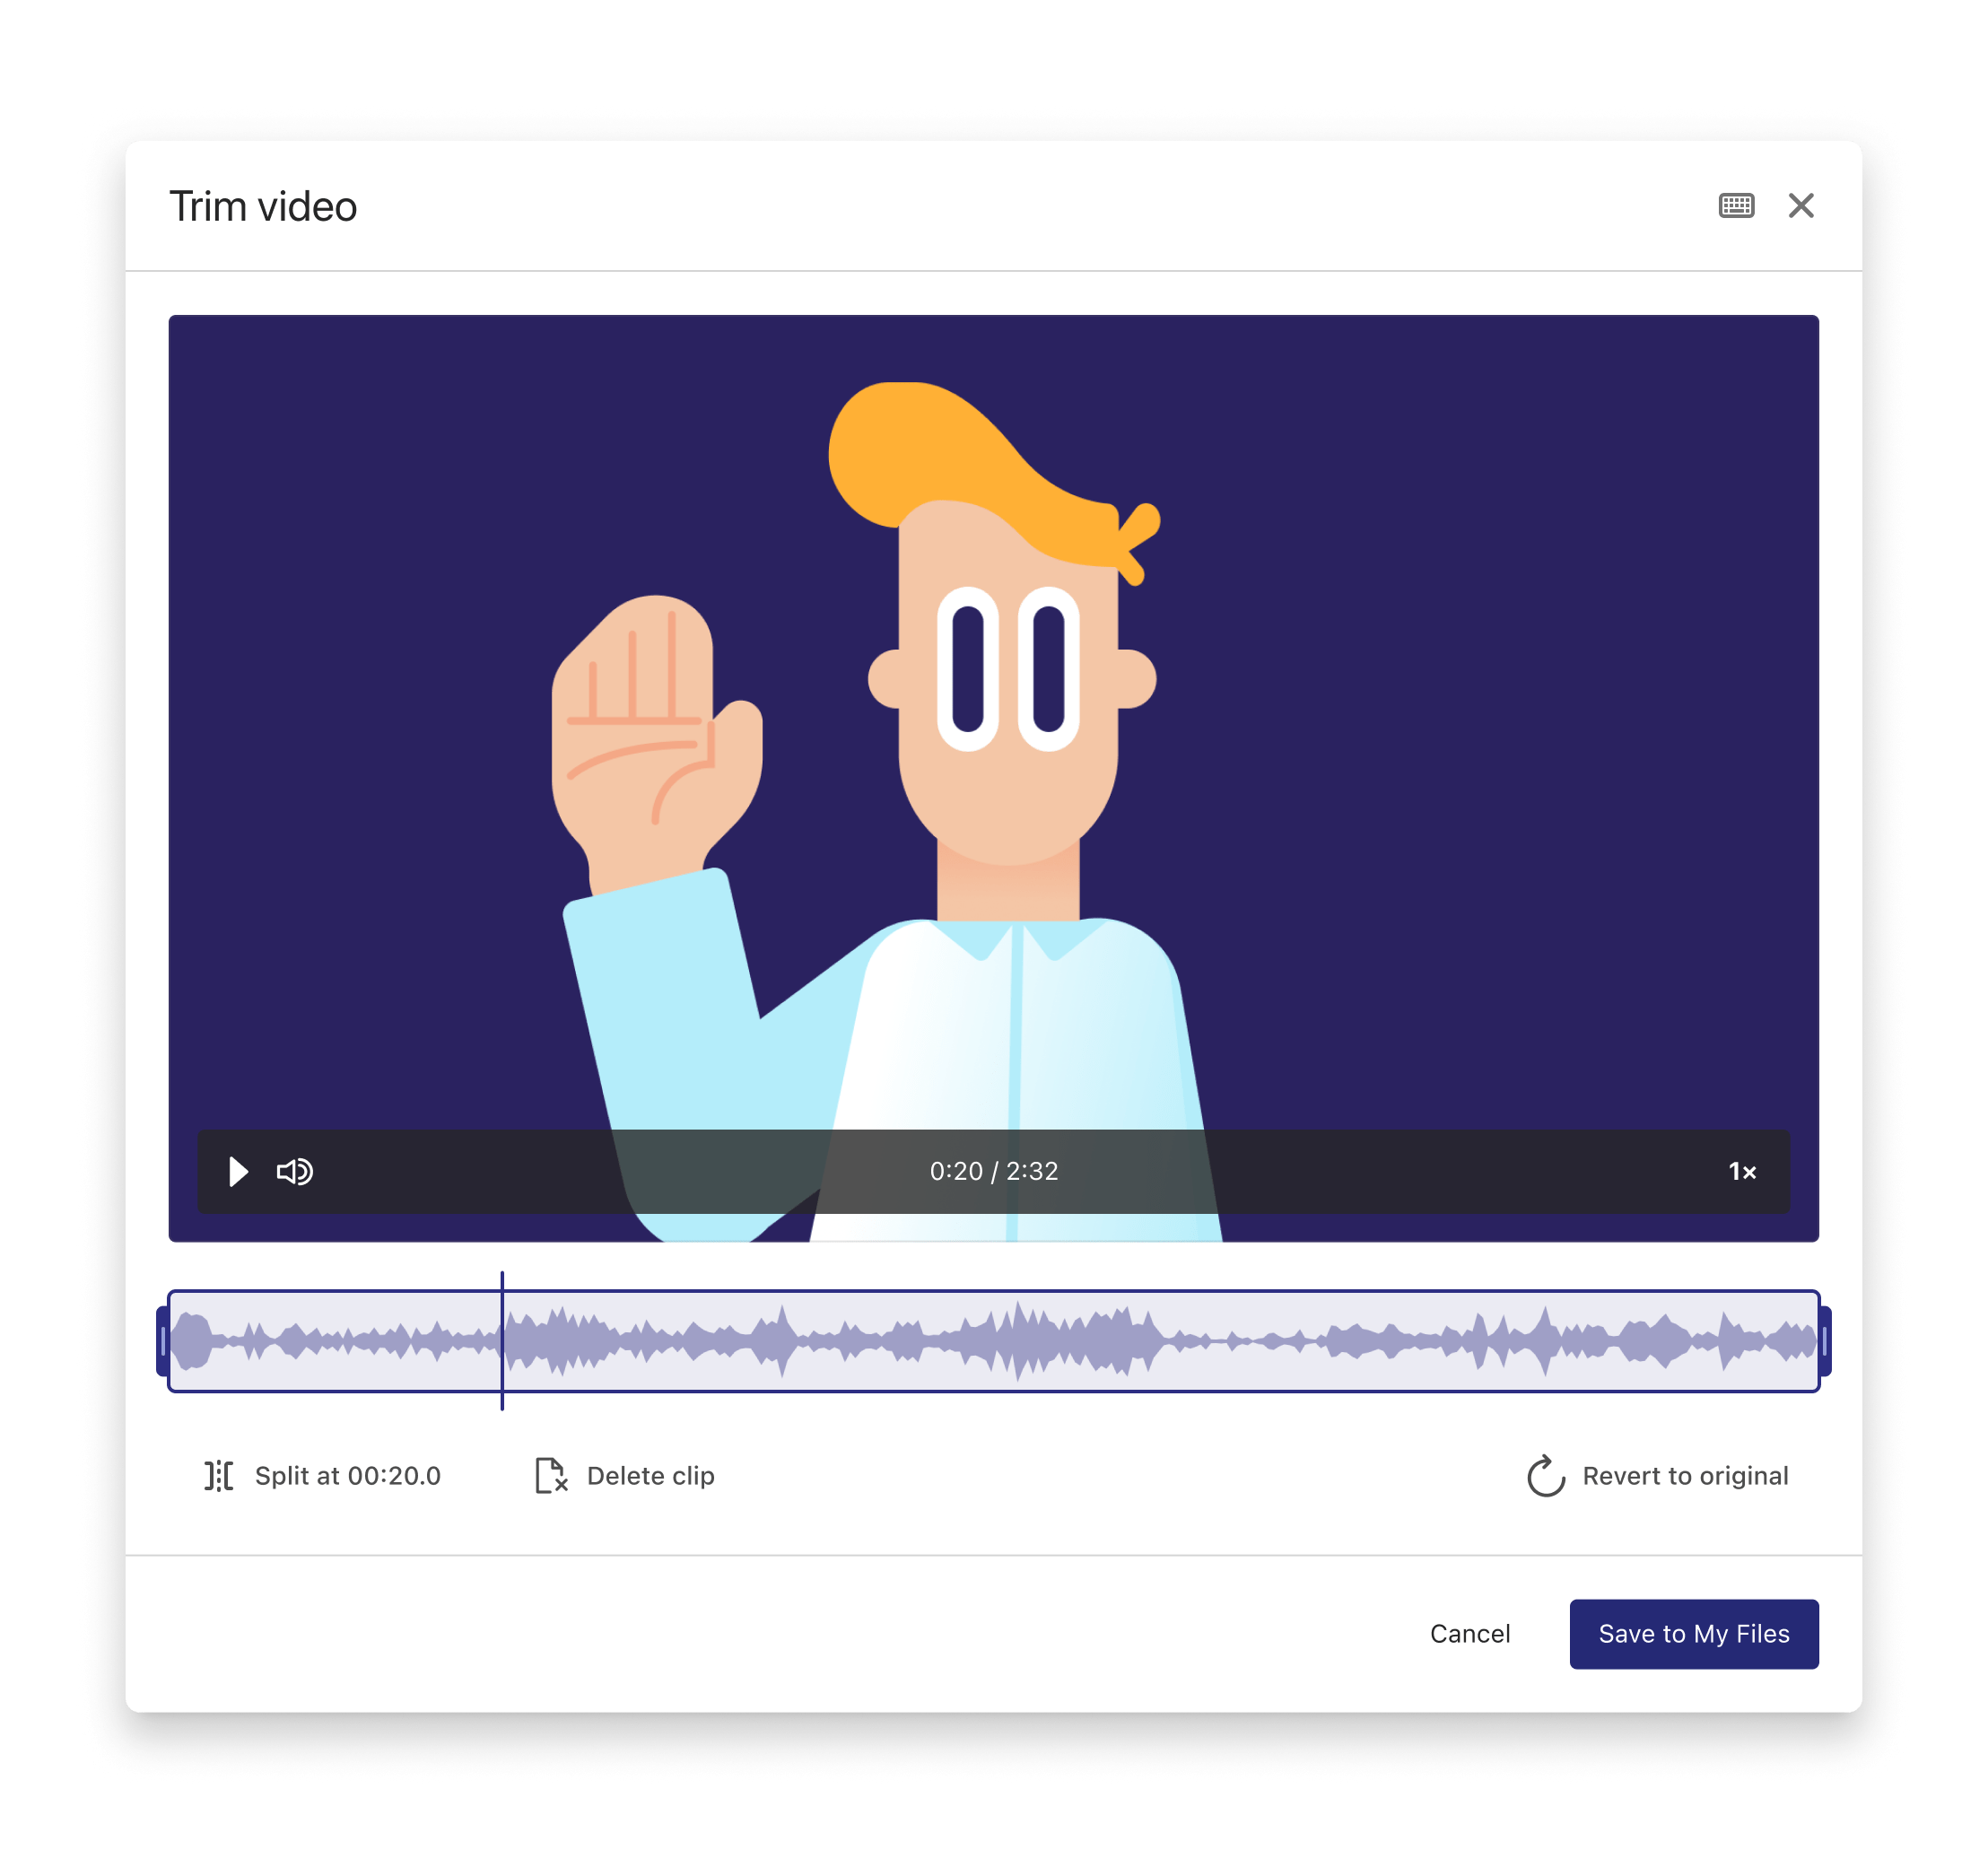 Trim video
0:20 / 2:32
1×
Split at 00:20.0
Delete clip
Revert to original
Cancel
Save to My Files